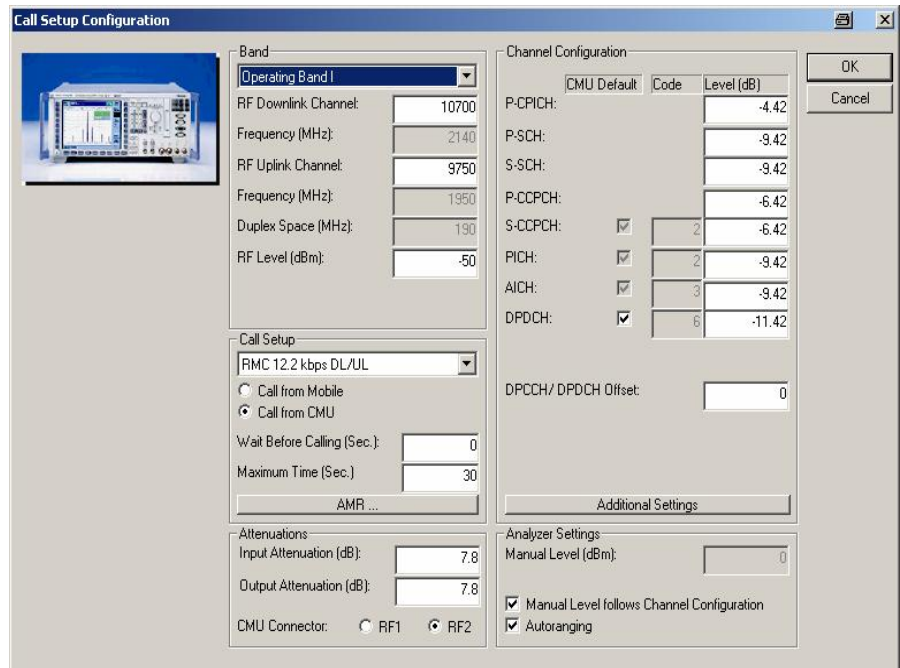 Call Setup Configuration
Band
Operating Band I
RF Downlink Channel: 10700
Frequency (MHz): 2140
RF Uplink Channel: 9750
Frequency (MHz): 1950
Duplex Space (MHz): 190
RF Level (dBm): -50
Call Setup
RMC 12.2 kbps DL/UL
Call from Mobile
Call from CMU
Wait Before Calling (Sec.): 0
Maximum Time (Sec.) 30
AMR ...
Attenuations
Input Attenuation (dB): 7.8
Output Attenuation (dB): 7.8
CMU Connector: RF1 RF2
Channel Configuration
CMU Default Code Level (dB)
P-CPICH: -4.42
P-SCH: -9.42
S-SCH: -9.42
P-CCPCH: -6.42
S-CCPCH: 2 -6.42
PICH: 2 -9.42
AICH: 3 -9.42
DPDCH: 6 -11.42
DPCCH/ DPDCH Offset: 0
Additional Settings
Analyzer Settings
Manual Level (dBm): 0
Manual Level follows Channel Configuration
Autoranging
OK
Cancel